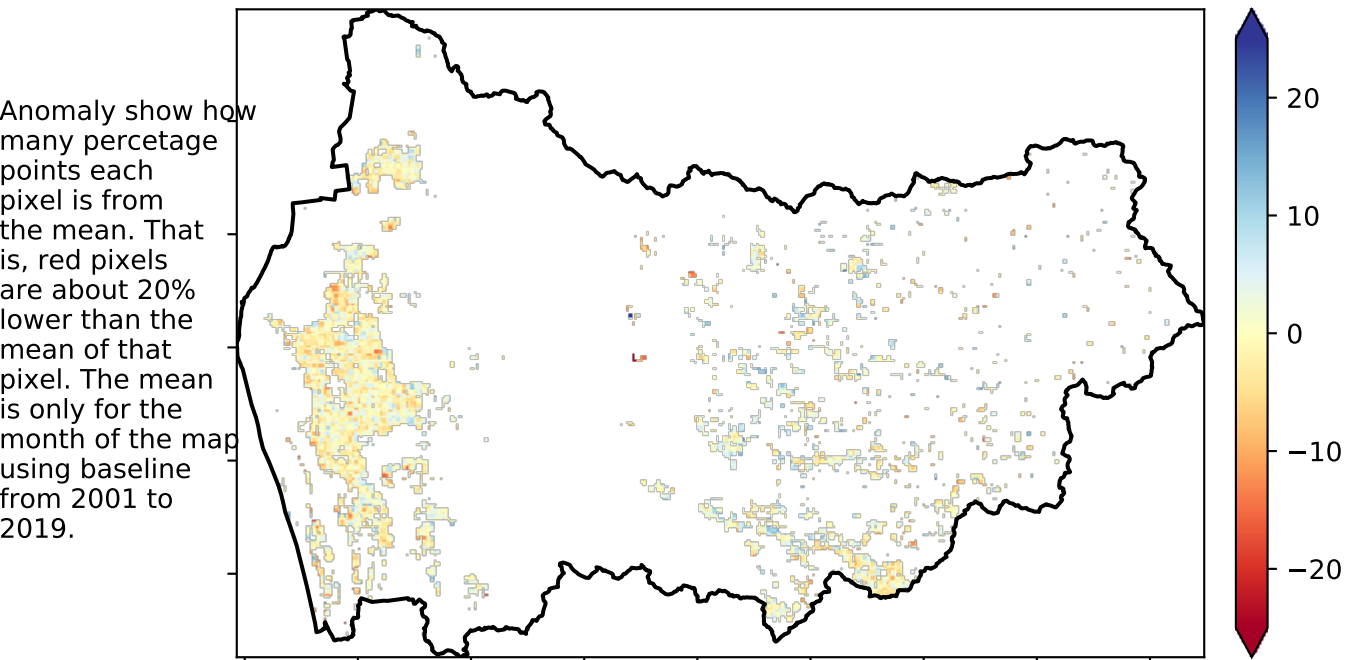 Anomaly show how
many percetage
points each
pixel is from
the mean. That
is, red pixels
are about 20%
lower than the
mean of that
pixel. The mean
is only for the
month of the map
using baseline
from 2001 to
2019.
20
10
0
−10
−20